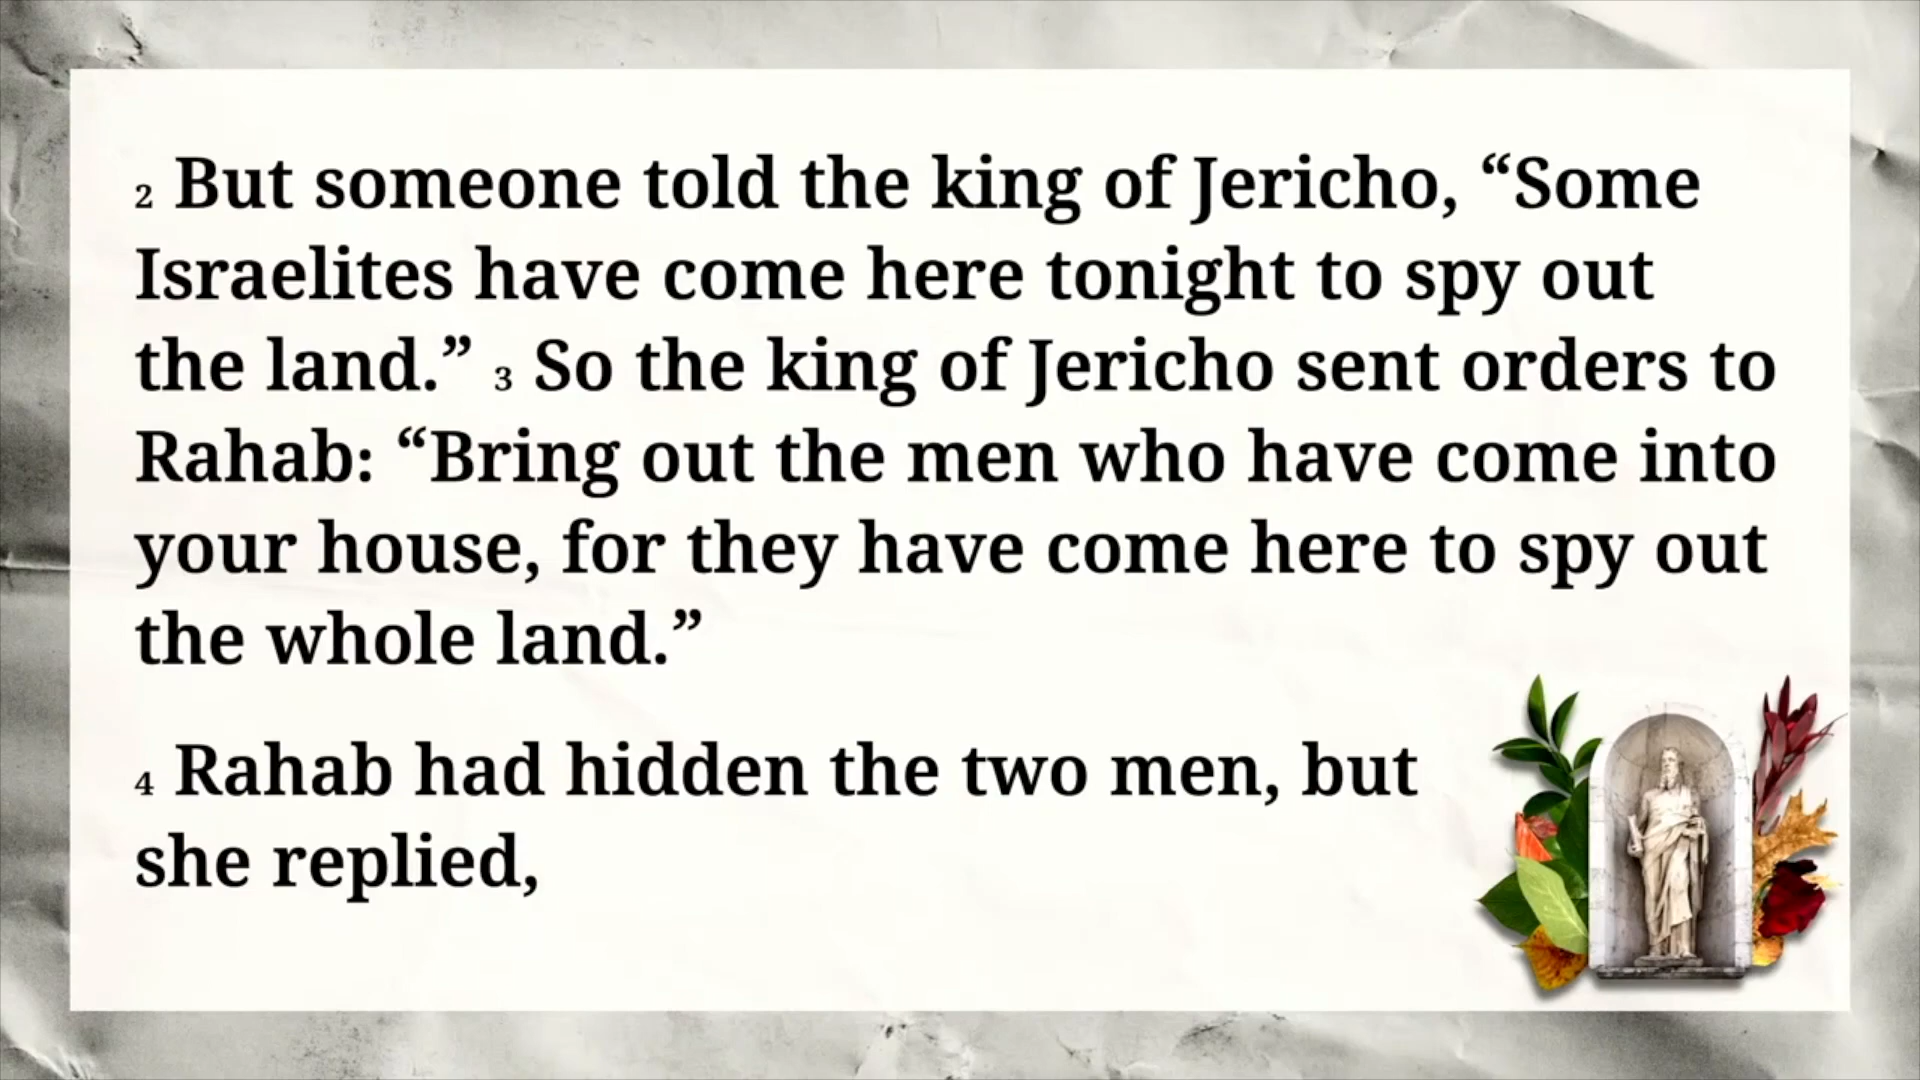 2 But someone told the king of Jericho, “Some
Israelites have come here tonight to spy out
the land.” 3 So the king of Jericho sent orders to
Rahab: “Bring out the men who have come into
your house, for they have come here to spy out
the whole land.”
4 Rahab had hidden the two men, but
she replied,